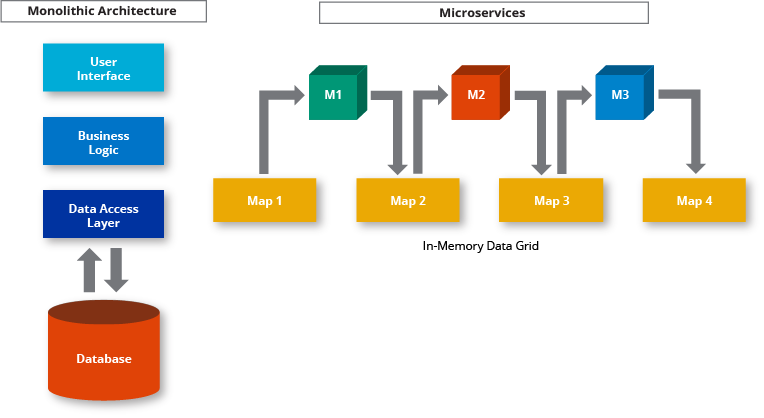 Monolithic Architecture
User
Interface
Business
Logic
Data Access
Layer
Database
Microservices
M1
M2
M3
Map 1
Map 2
Map 3
Map 4
In-Memory Data Grid